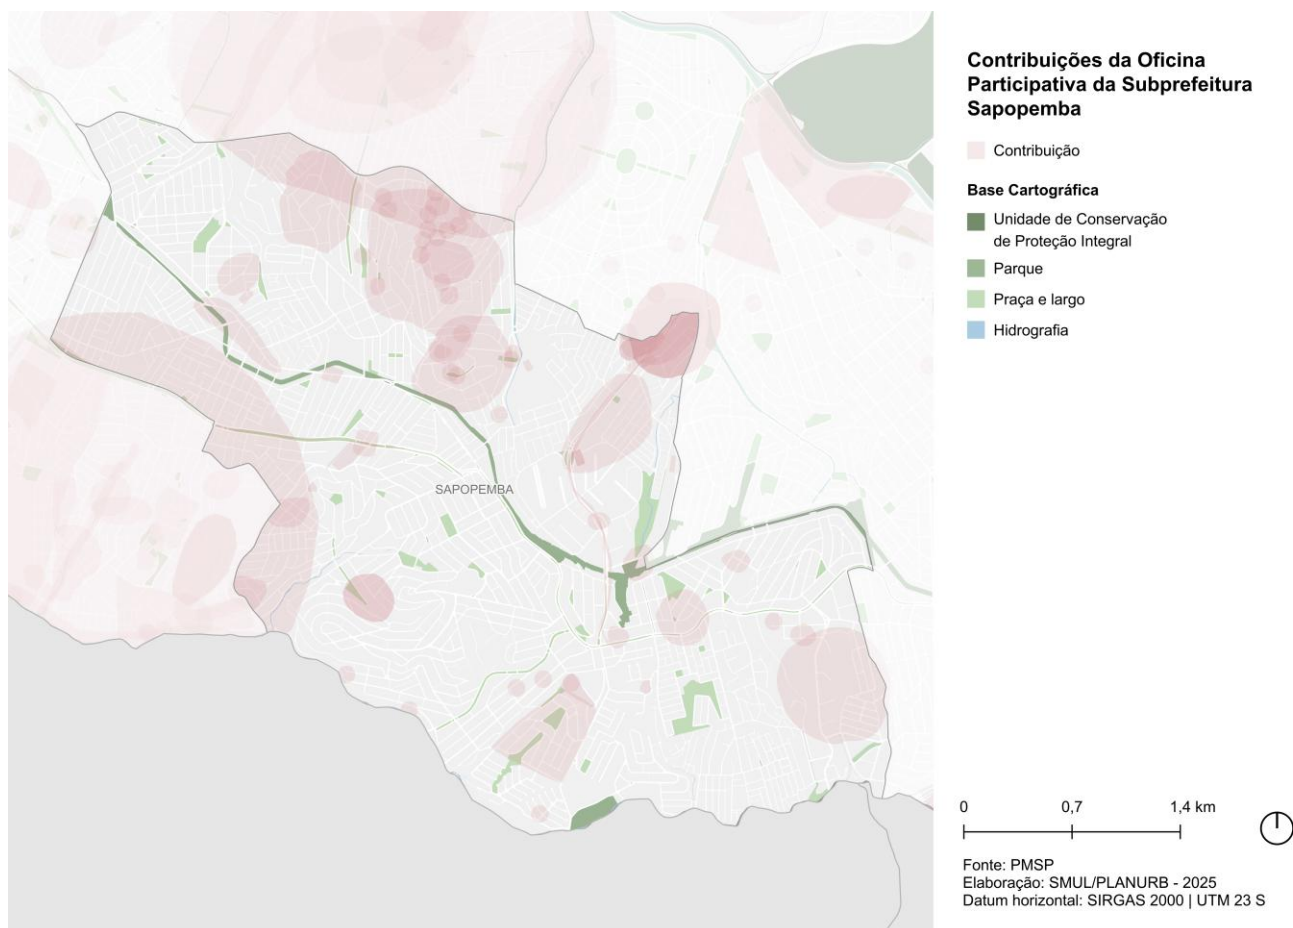 Contribuições da Oficina
Participativa da Subprefeitura
Sapopemba
Contribuição
Base Cartográfica
Unidade de Conservação
de Proteção Integral
Parque
Praça e largo
Hidrografia
SAPOPEMBA
0 0,7 1,4 km
Fonte: PMSP
Elaboração: SMUL/PLANURB - 2025
Datum horizontal: SIRGAS 2000 | UTM 23 S